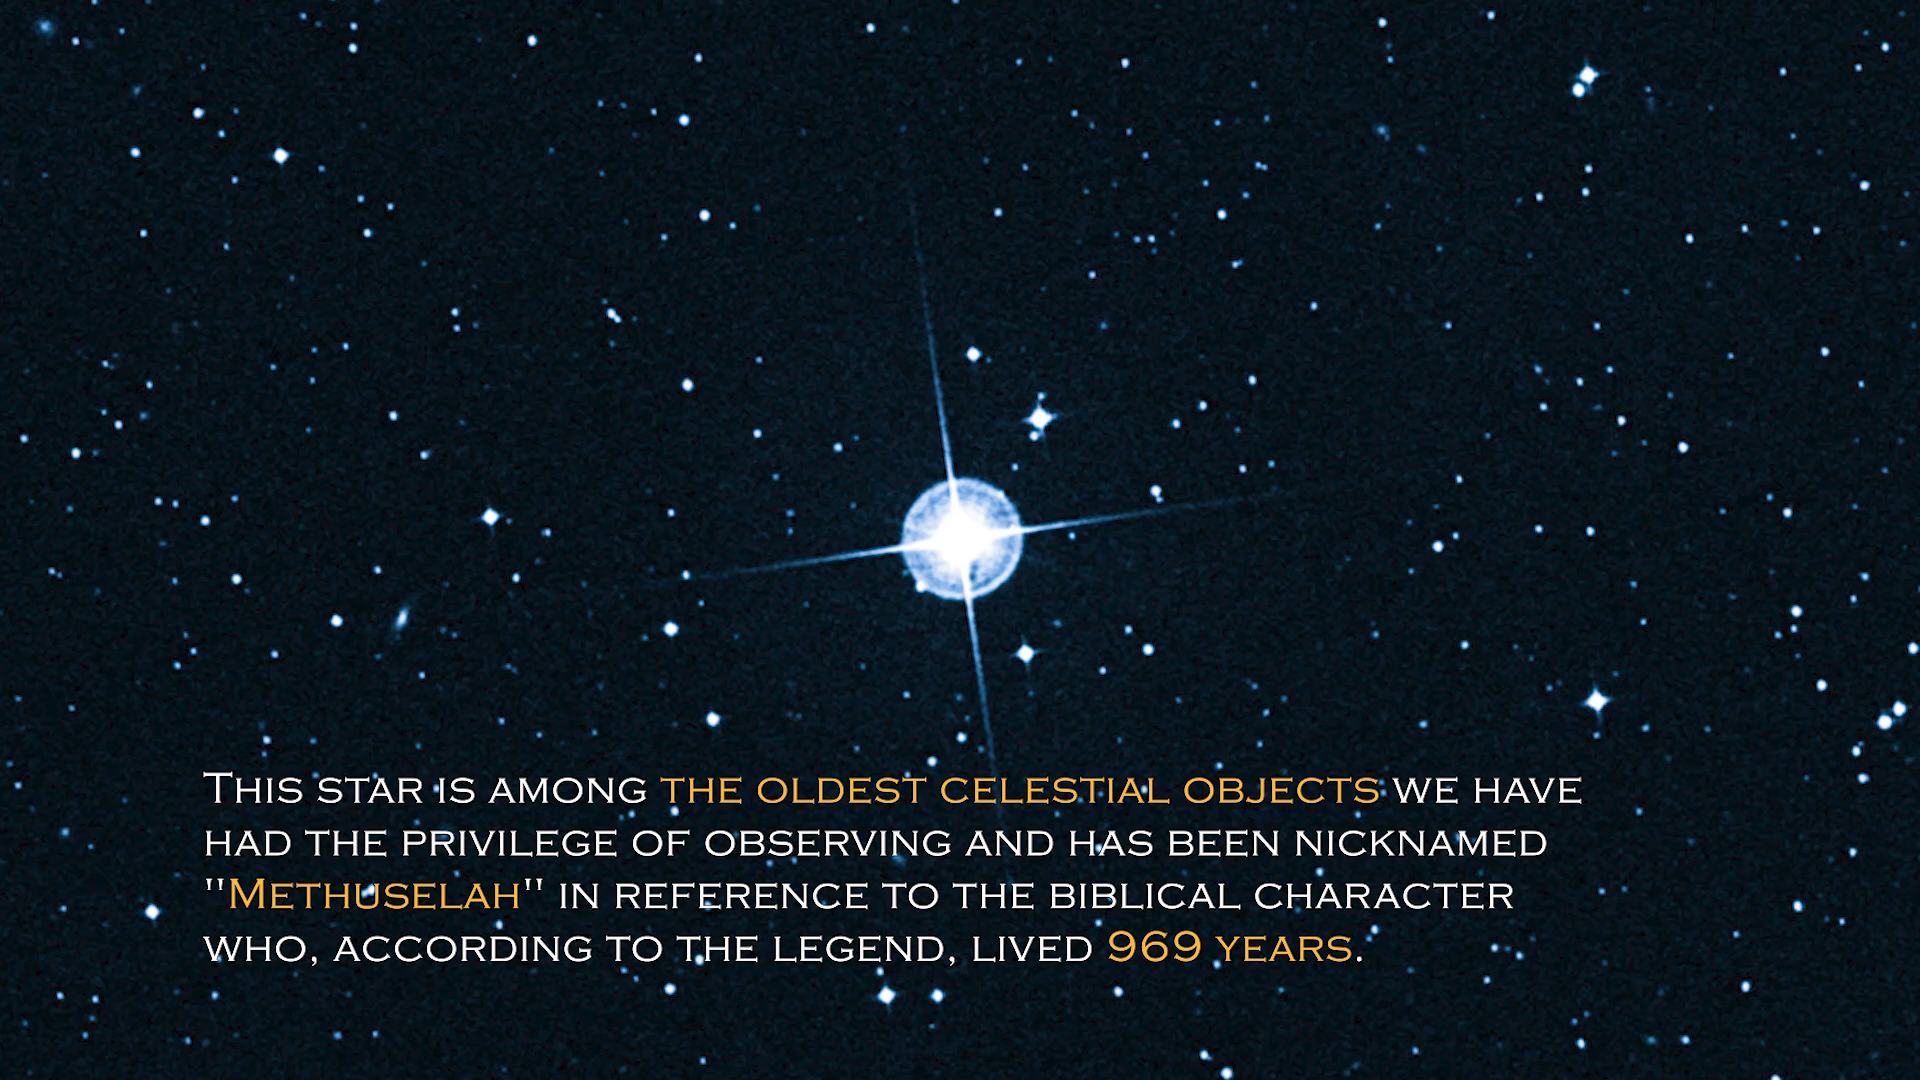 This star is among the oldest celestial objects we have
had the privilege of observing and has been nicknamed
"Methuselah" in reference to the biblical character
who, according to the legend, lived 969 years.